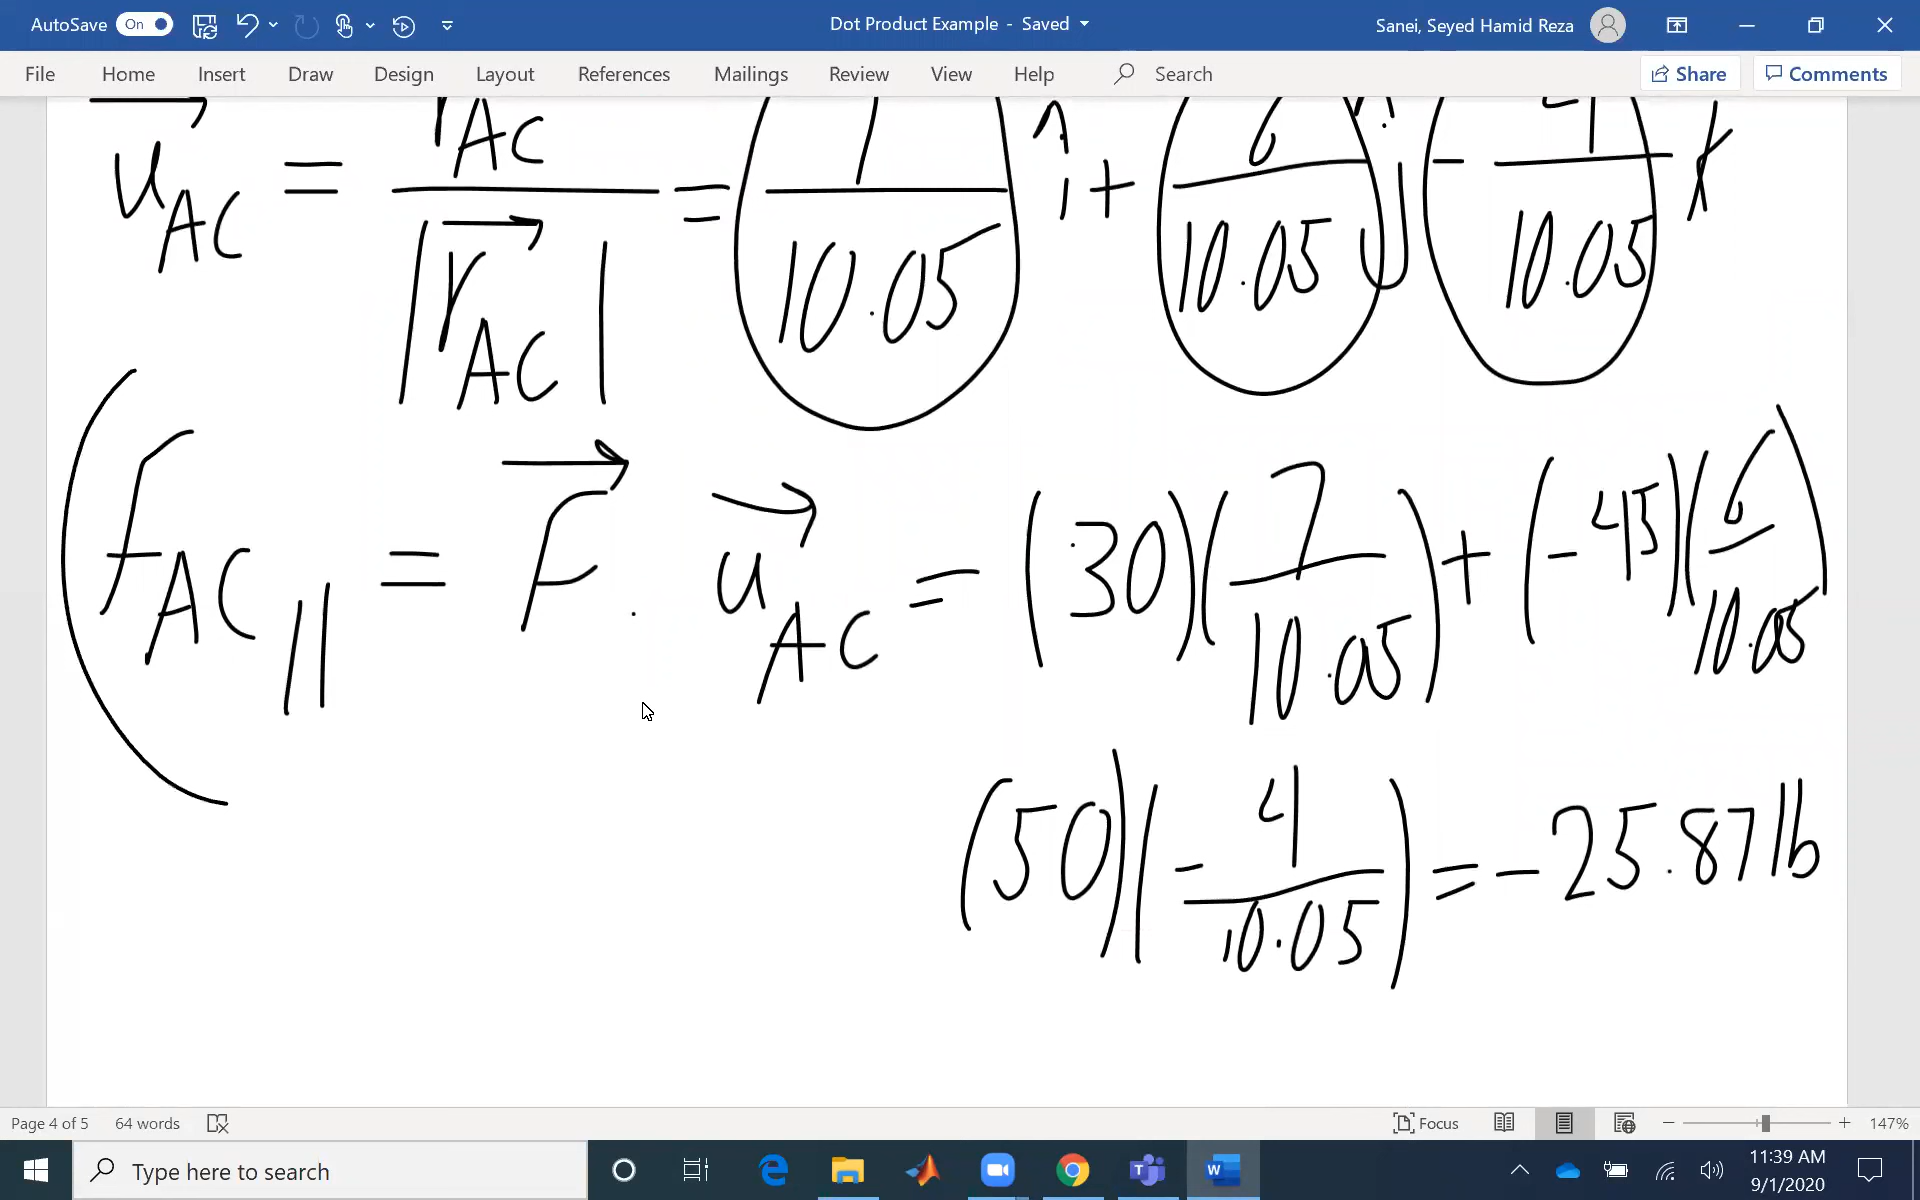 AutoSave On Dot Product Example - Saved Sanei, Seyed Hamid Reza
File Home Insert Draw Design Layout References Mailings Review View Help Search Share Comments
u_AC = r_AC / |r_AC| = 7/10.05 i + 6/10.05 j - 4/10.05 k
F_AC|| = F . u_AC = (30)(7/10.05) + (-45)(6/10.05)
(50)(-4/10.05) = -25.87 lb
Page 4 of 5 64 words Focus 147%
Type here to search 11:39 AM
9/1/2020